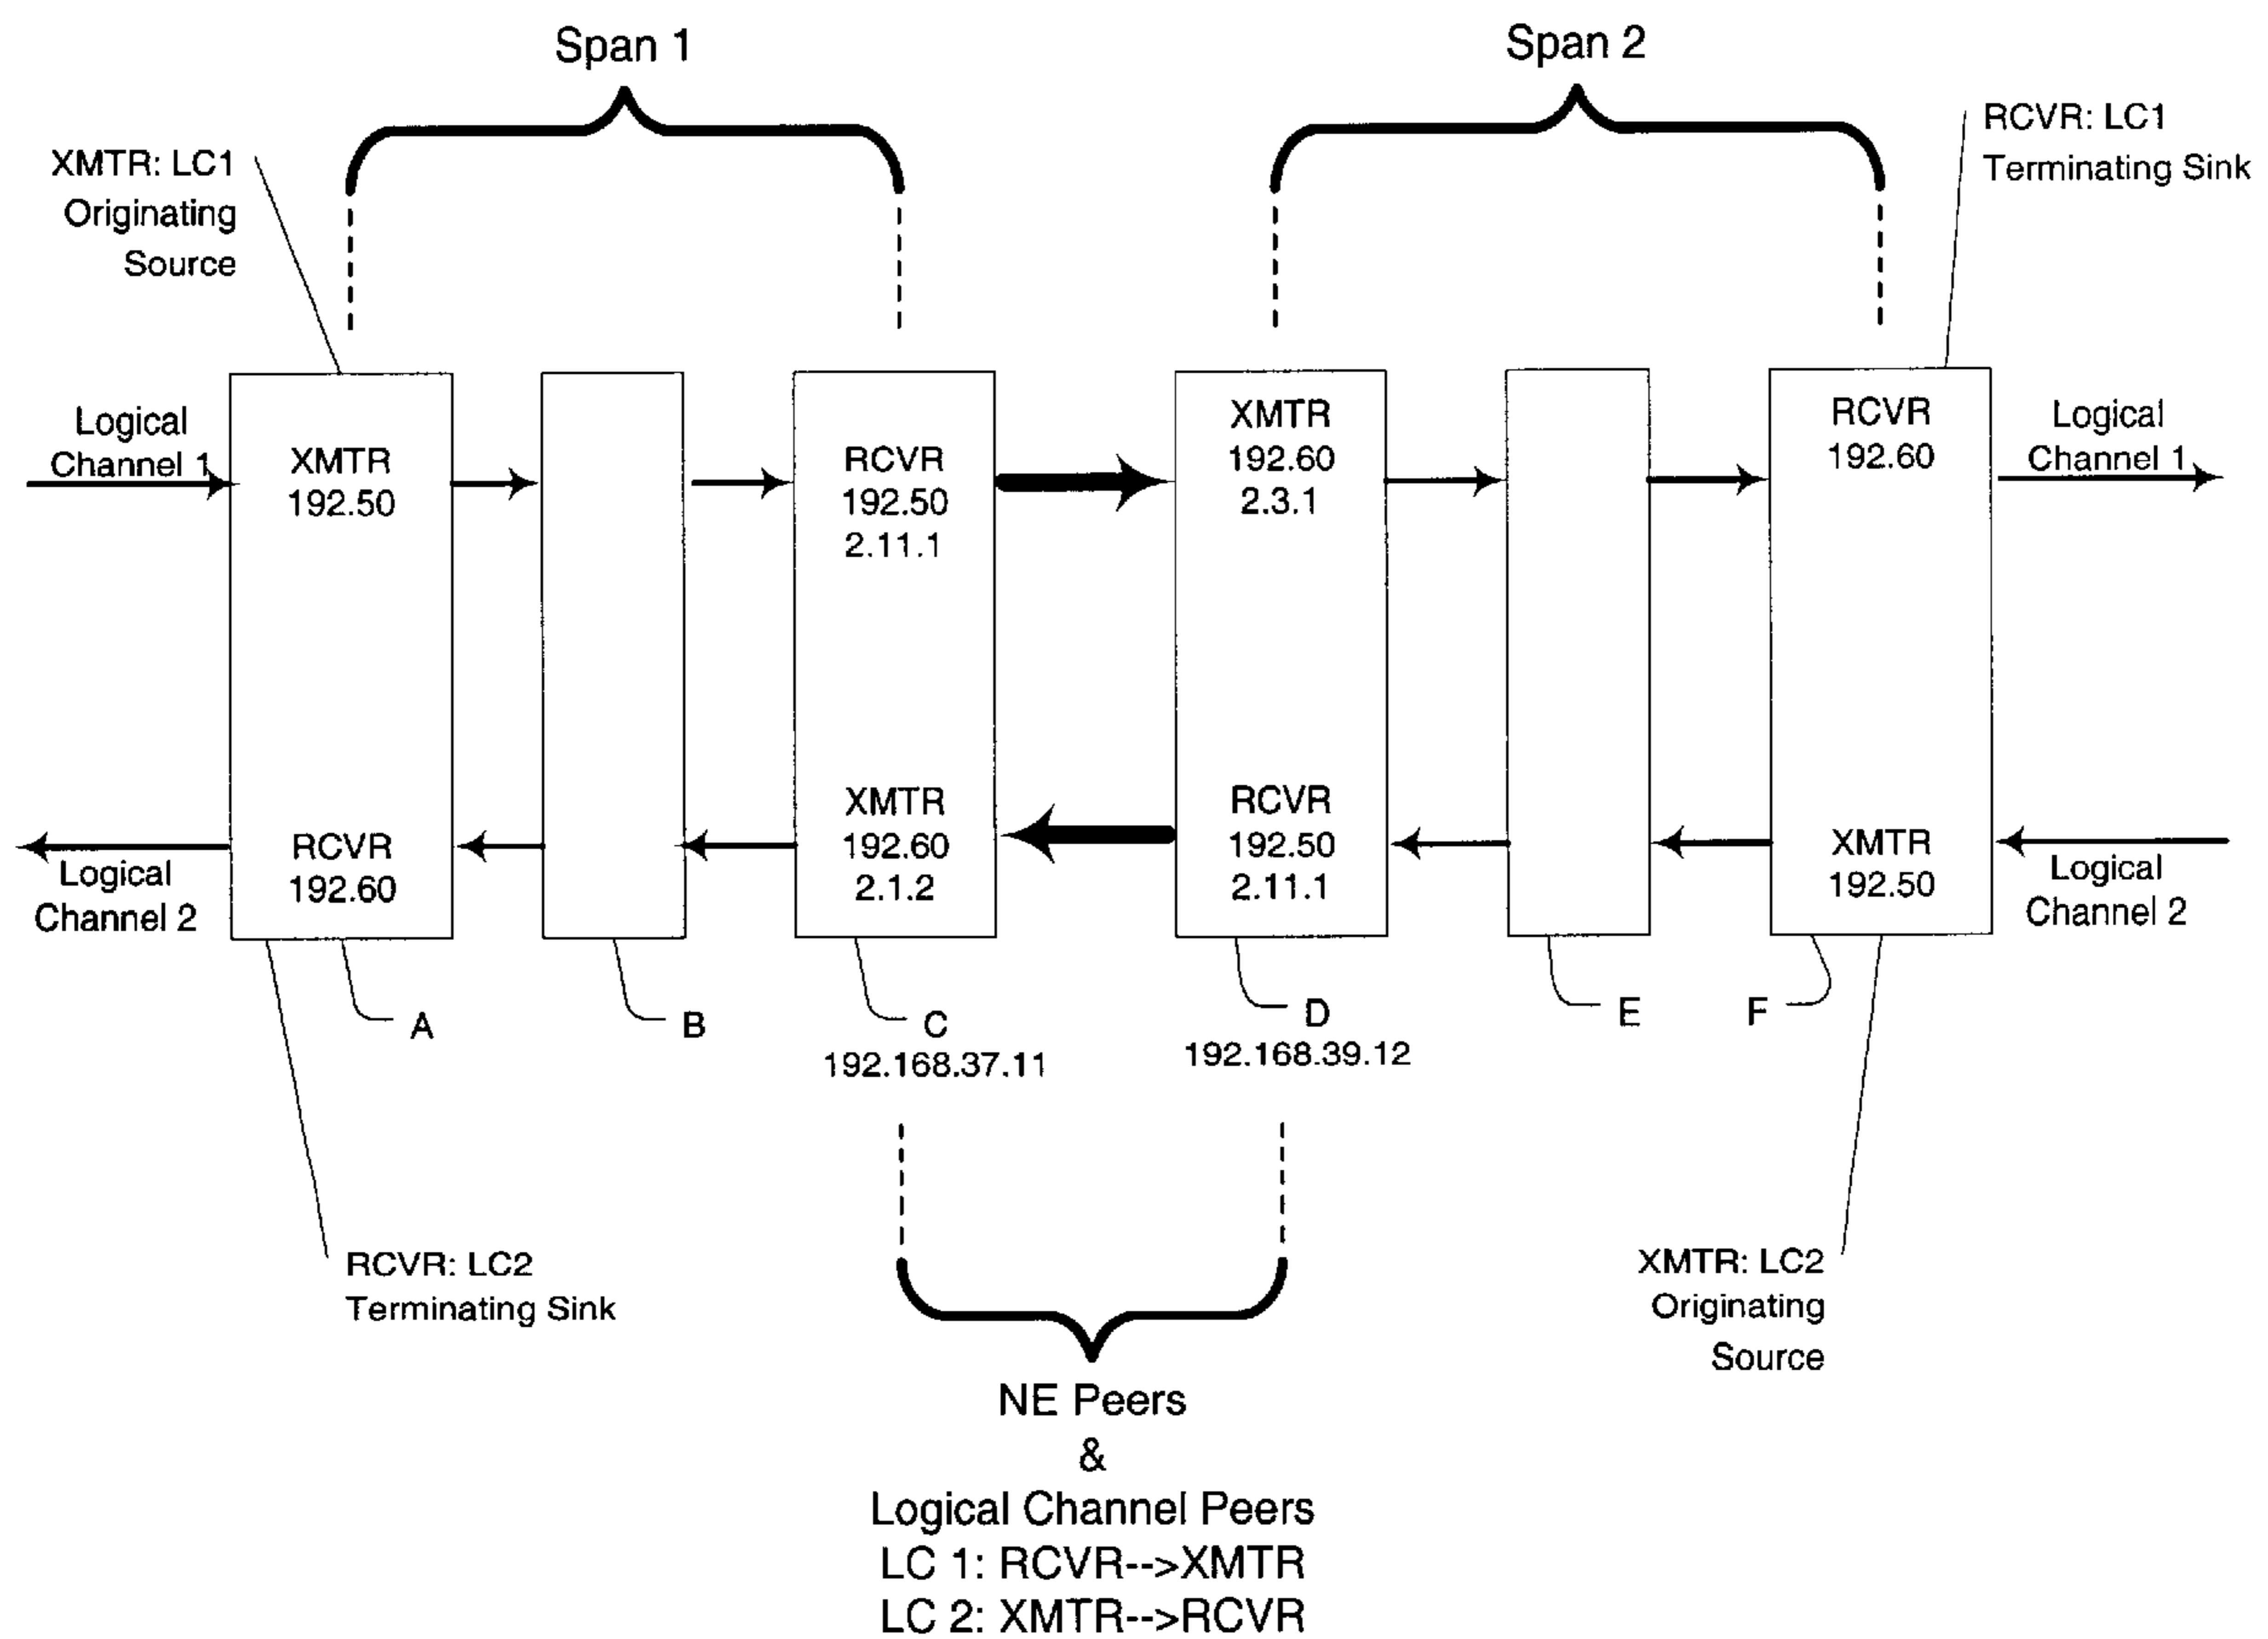 Span 1
Span 2
XMTR: LC1
Originating
Source
RCVR: LC1
Terminating Sink
Logical
Channel 1
XMTR
192.50
RCVR
192.50
2.11.1
XMTR
192.60
2.3.1
RCVR
192.60
Logical
Channel 1
Logical
Channel 2
RCVR
192.60
XMTR
192.60
2.1.2
RCVR
192.50
2.11.1
XMTR
192.50
Logical
Channel 2
A
B
C
192.168.37.11
D
192.168.39.12
E
F
RCVR: LC2
Terminating Sink
XMTR: LC2
Originating
Source
NE Peers
&
Logical Channel Peers
LC 1: RCVR-->XMTR
LC 2: XMTR-->RCVR